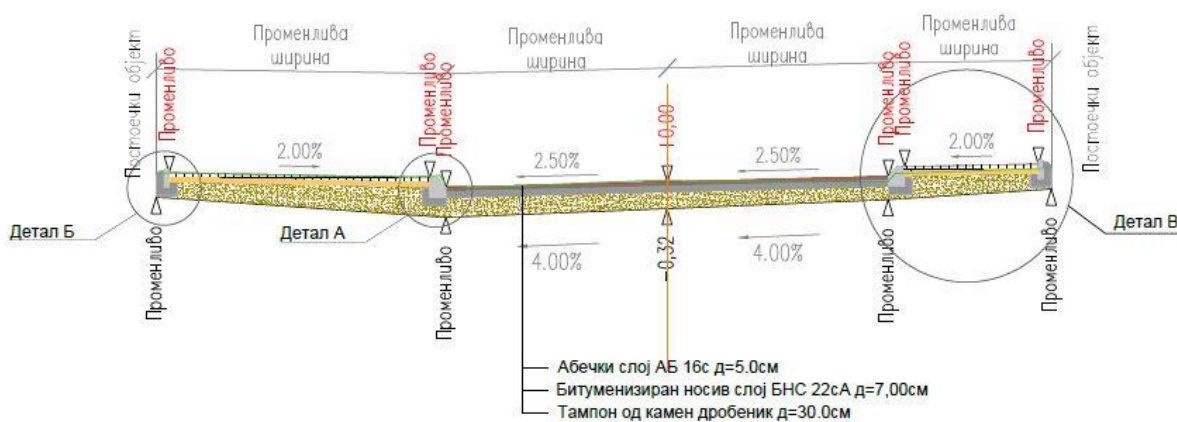 Постоечки објект
Променливо
Променлива
ширина
Променливо
Променливо
Променлива
ширина
Променлива
ширина
Променливо
Променливо
Променлива
ширина
Променливо
Постоечки објект
2.00%
2.50%
±0,00
2.50%
2.00%
Детал Б
Детал А
Детал В
Променливо
Променливо
4.00%
-0,32
4.00%
Променливо
Променливо
Абечки слој АБ 16с д=5.0см
Битуменизиран носив слој БНС 22сА д=7,00см
Тампон од камен дробеник д=30.0см